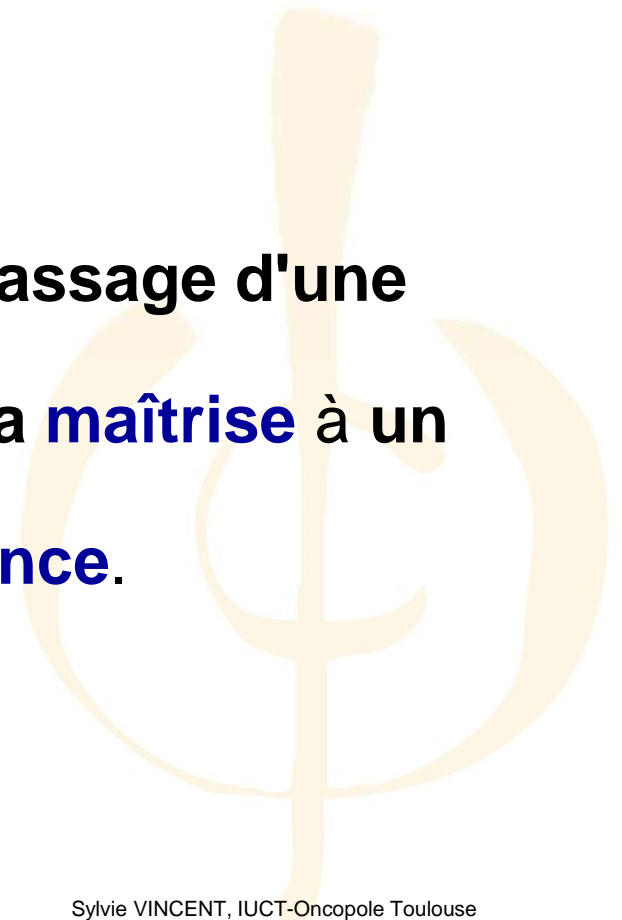 assage d'une
a maîtrise à un
nce.
Sylvie VINCENT, IUCT-Oncopole Toulouse